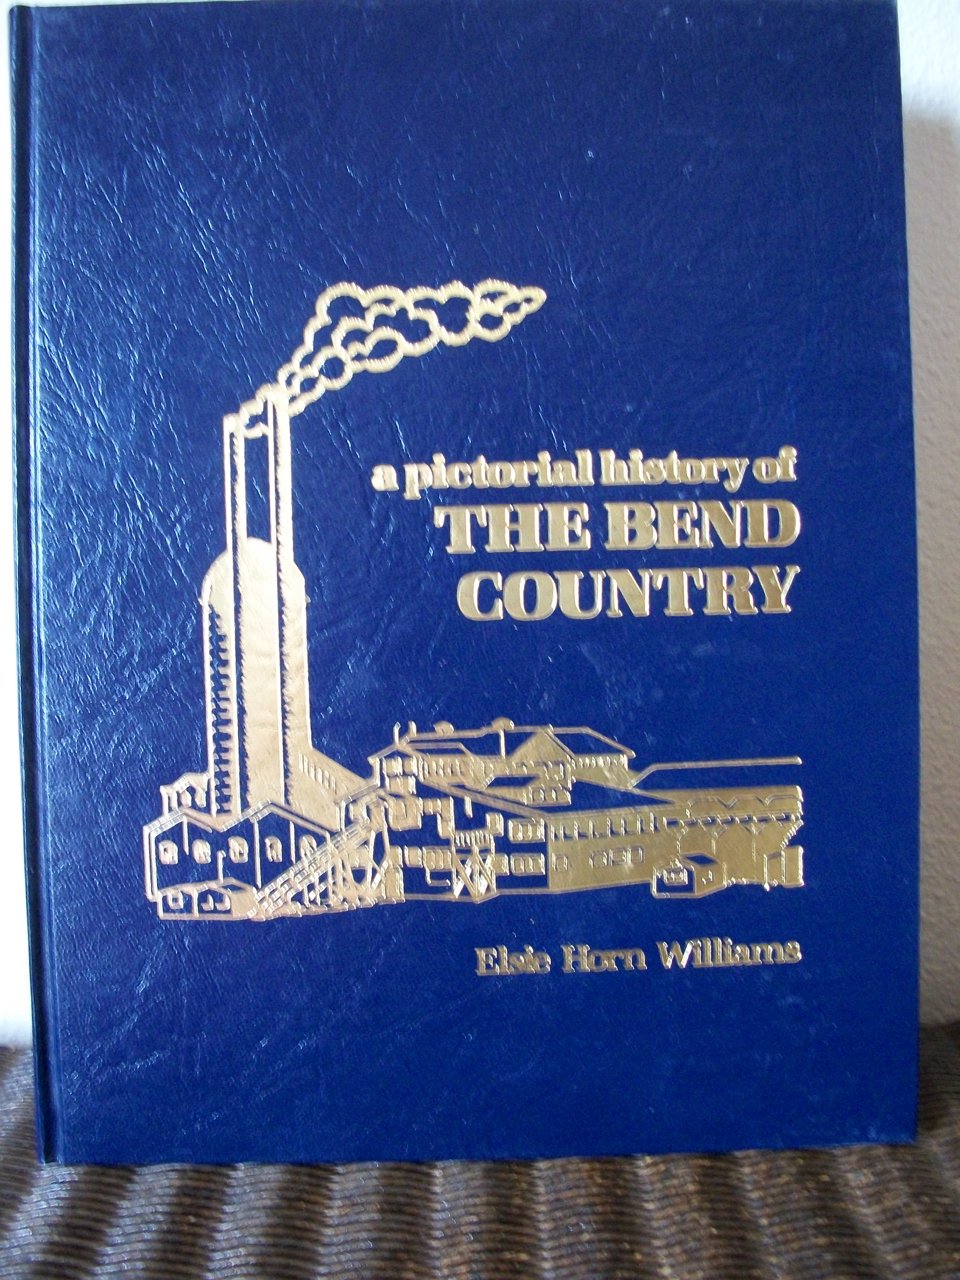 a pictorial history of
THE BEND
COUNTRY
Elsie Horn Williams